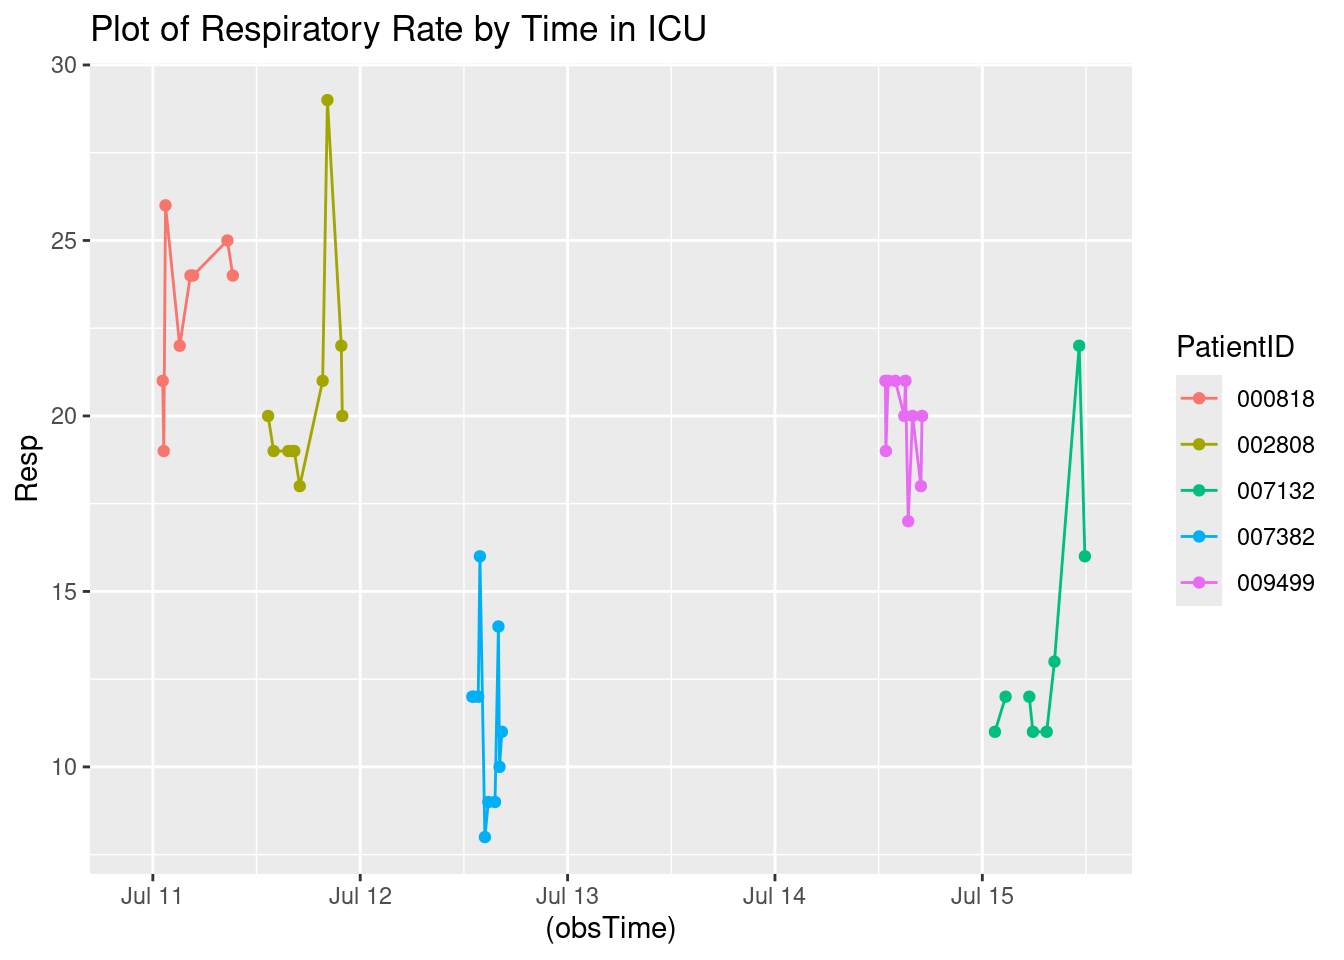 Plot of Respiratory Rate by Time in ICU
30
25
20
15
10
Resp
Jul 11 Jul 12 Jul 13 Jul 14 Jul 15
(obsTime)
PatientID
000818
002808
007132
007382
009499